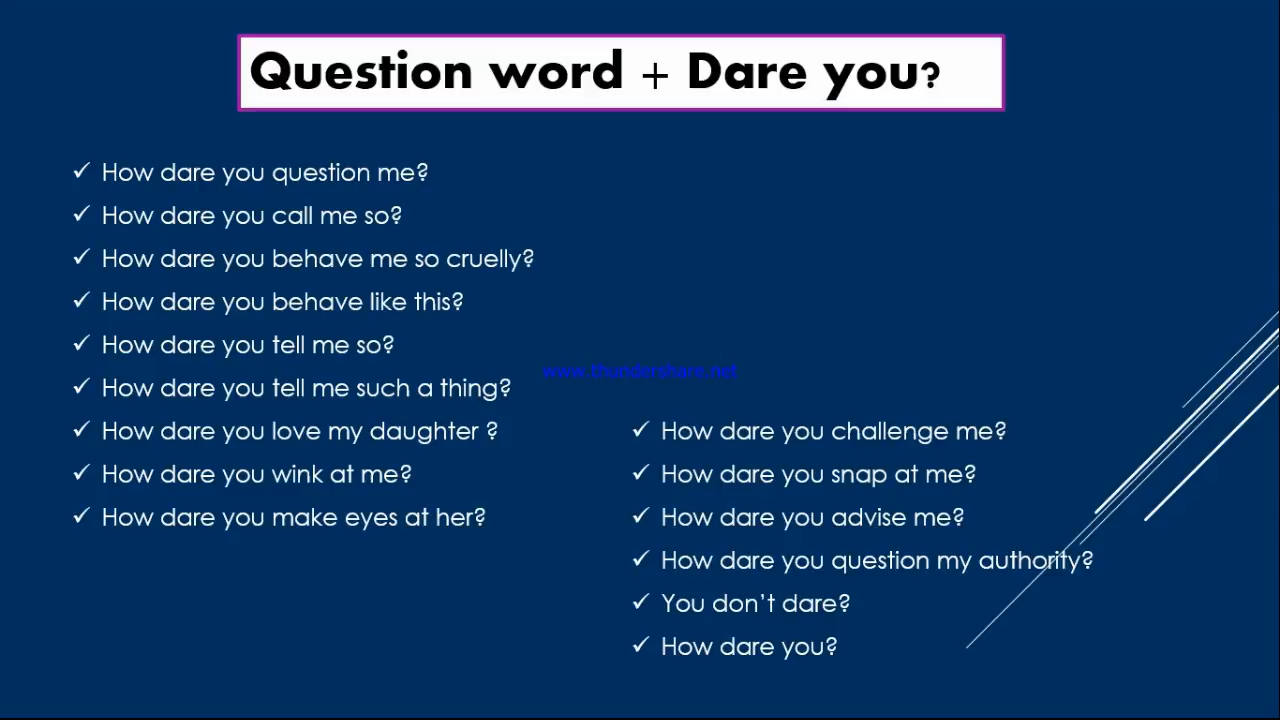 Question word + Dare you?
✓ How dare you question me?
✓ How dare you call me so?
✓ How dare you behave me so cruelly?
✓ How dare you behave like this?
✓ How dare you tell me so?
✓ How dare you tell me such a thing?
✓ How dare you love my daughter ?
✓ How dare you wink at me?
✓ How dare you make eyes at her?
www.thundershare.net
✓ How dare you challenge me?
✓ How dare you snap at me?
✓ How dare you advise me?
✓ How dare you question my authority?
✓ You don’t dare?
✓ How dare you?